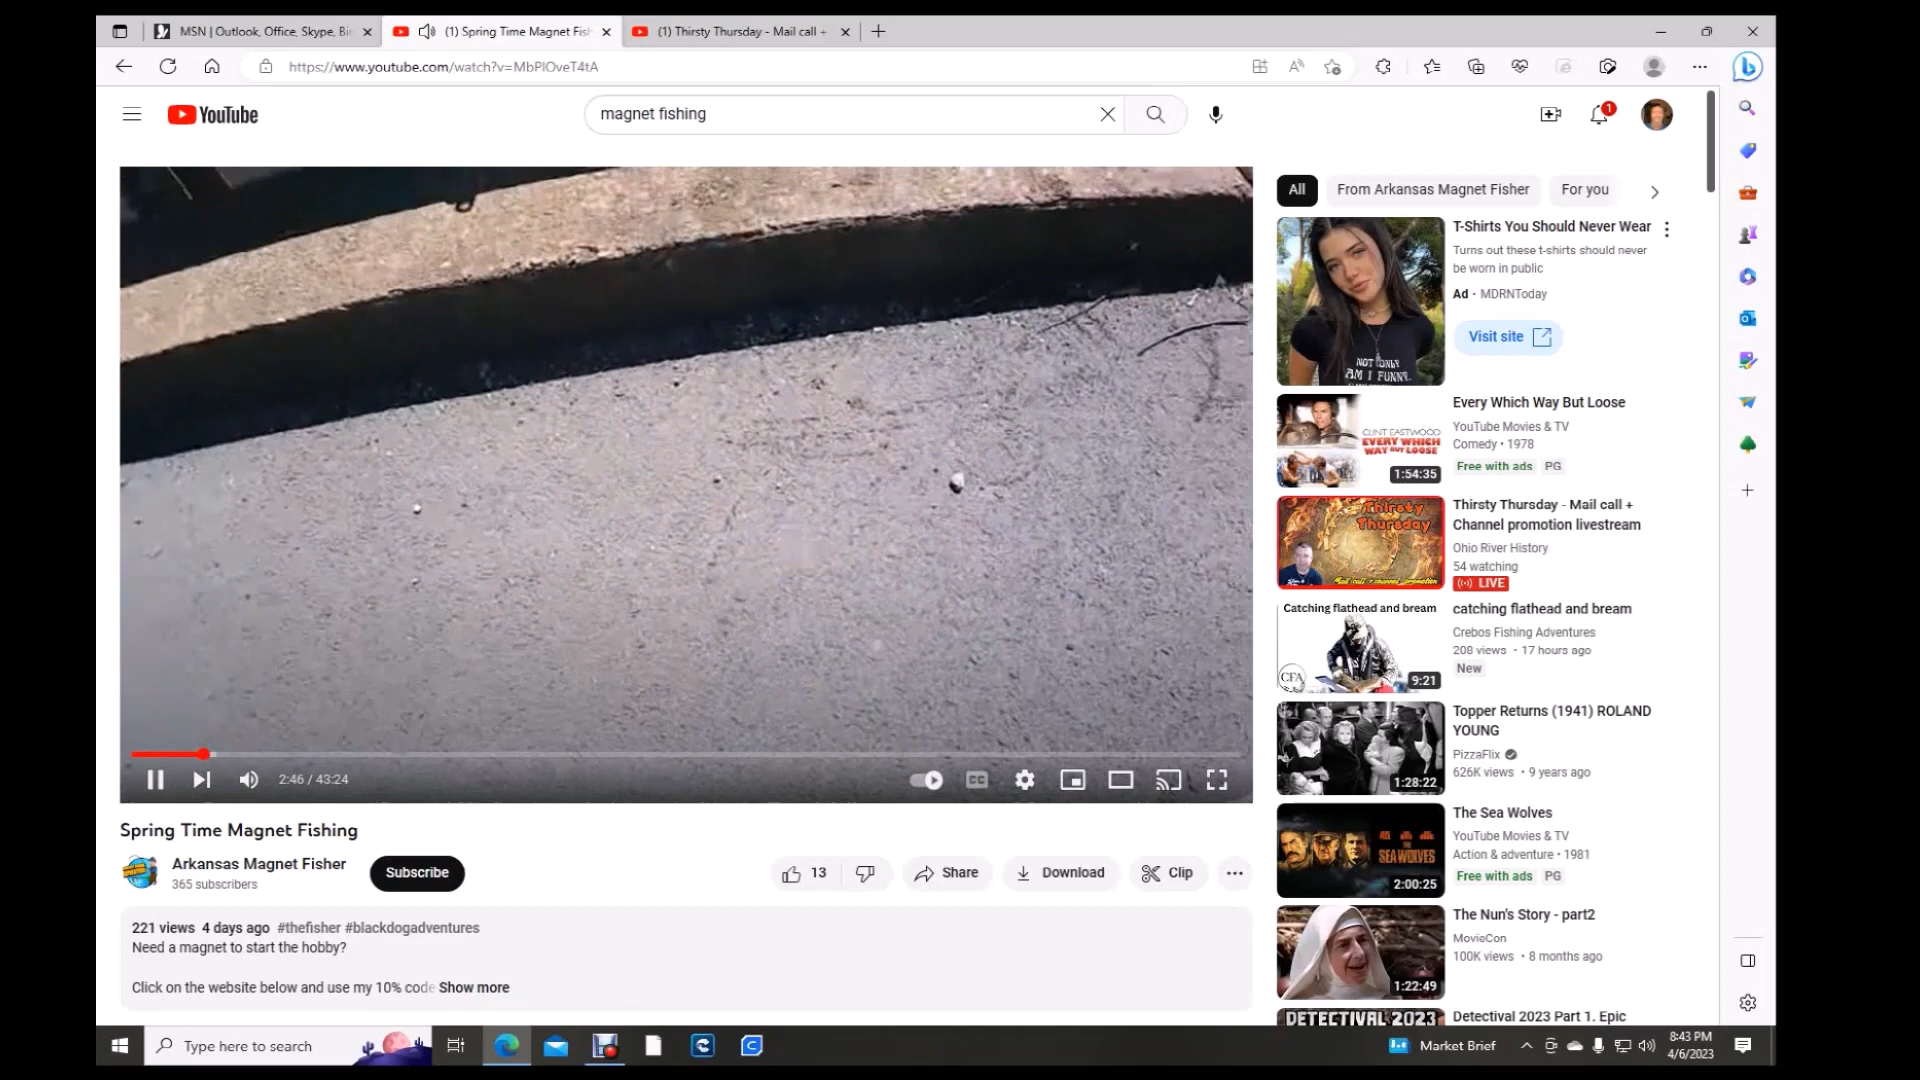 MSN | Outlook, Office, Skype, Bi
(1) Spring Time Magnet Fish
(1) Thirsty Thursday - Mail call +
https://www.youtube.com/watch?v=MbPlOveT4tA
YouTube
magnet fishing
1
All
From Arkansas Magnet Fisher
For you
T-Shirts You Should Never Wear
Turns out these t-shirts should never
be worn in public
Ad · MDRNToday
Visit site
NOT ONLY
AM I FUNNY.
Every Which Way But Loose
YouTube Movies & TV
Comedy • 1978
Free with ads PG
CLINT EASTWOOD
EVERY WHICH
WAY BUT LOOSE
1:54:35
Thirsty Thursday - Mail call +
Channel promotion livestream
Ohio River History
54 watching
LIVE
Thirsty
Thursday
Mail call + channel promotion
Catching flathead and bream
CFA
9:21
catching flathead and bream
Crebos Fishing Adventures
208 views • 17 hours ago
New
Topper Returns (1941) ROLAND
YOUNG
PizzaFlix
626K views • 9 years ago
1:28:22
The Sea Wolves
YouTube Movies & TV
Action & adventure • 1981
Free with ads PG
SEA WOLVES
2:00:25
The Nun's Story - part2
MovieCon
100K views • 8 months ago
1:22:49
DETECTIVAL 2023
Detectival 2023 Part 1. Epic
2:46 / 43:24
CC
Spring Time Magnet Fishing
Arkansas Magnet Fisher
365 subscribers
Subscribe
13
Share
Download
Clip
221 views 4 days ago #thefisher #blackdogadventures
Need a magnet to start the hobby?
Click on the website below and use my 10% code Show more
Type here to search
Market Brief
8:43 PM
4/6/2023